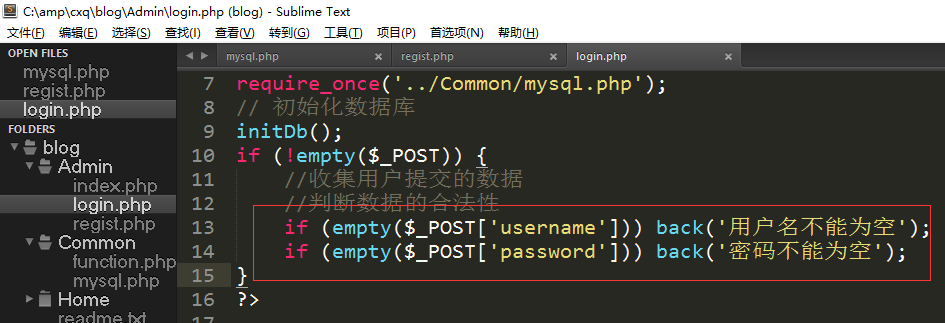 C:\amp\cxq\blog\Admin\login.php (blog) - Sublime Text
文件(F) 编辑(E) 选择(S) 查找(I) 查看(V) 转到(G) 工具(T) 项目(P) 首选项(N) 帮助(H)
OPEN FILES
mysql.php
regist.php
login.php
FOLDERS
blog
Admin
index.php
login.php
regist.php
Common
function.php
mysql.php
Home
readme.txt
mysql.php × regist.php × login.php ×
7 require_once('../Common/mysql.php');
8 // 初始化数据库
9 initDb();
10 if (!empty($_POST)) {
11 //收集用户提交的数据
12 //判断数据的合法性
13 if (empty($_POST['username'])) back('用户名不能为空');
14 if (empty($_POST['password'])) back('密码不能为空');
15 }
16 ?>
17